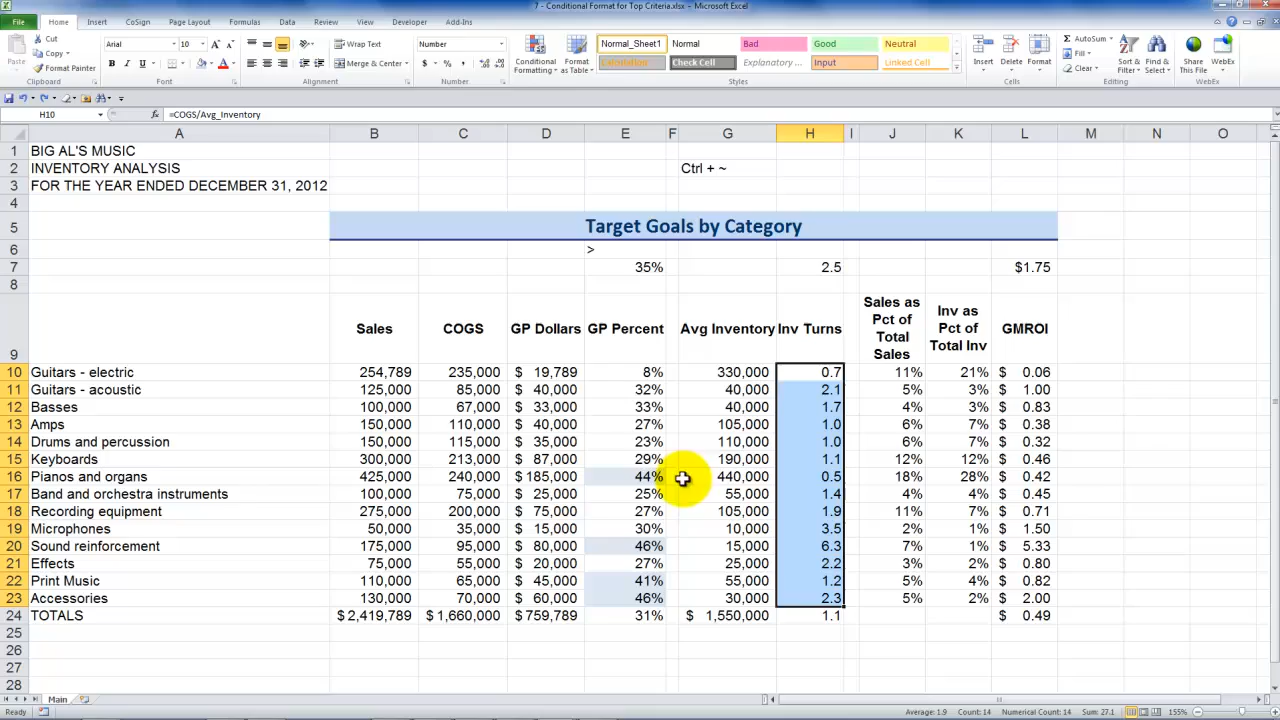 7 - Conditional Format for Top Criteria.xlsx - Microsoft Excel
File Home Insert CoSign Page Layout Formulas Data Review View Developer Add-Ins
Cut
Copy
Format Painter
Paste
Clipboard
Arial 10
Font
Wrap Text
Merge & Center
Alignment
Number
Number
Conditional Formatting
Format as Table
Normal_Sheet1 Normal Bad Good Neutral
Calculation Check Cell Explanatory ... Input Linked Cell
Styles
Insert Delete Format
Cells
AutoSum
Fill
Clear
Sort & Filter
Find & Select
Editing
Share This File
WebEx
WebEx
H10 fx =COGS/Avg_Inventory
A B C D E F G H I J K L M N O
1 BIG AL'S MUSIC
2 INVENTORY ANALYSIS Ctrl + ~
3 FOR THE YEAR ENDED DECEMBER 31, 2012
4
5 Target Goals by Category
6 >
7 35% 2.5 $1.75
8
9 Sales COGS GP Dollars GP Percent Avg Inventory Inv Turns Sales as Pct of Total Sales Inv as Pct of Total Inv GMROI
10 Guitars - electric 254,789 235,000 $ 19,789 8% 330,000 0.7 11% 21% $ 0.06
11 Guitars - acoustic 125,000 85,000 $ 40,000 32% 40,000 2.1 5% 3% $ 1.00
12 Basses 100,000 67,000 $ 33,000 33% 40,000 1.7 4% 3% $ 0.83
13 Amps 150,000 110,000 $ 40,000 27% 105,000 1.0 6% 7% $ 0.38
14 Drums and percussion 150,000 115,000 $ 35,000 23% 110,000 1.0 6% 7% $ 0.32
15 Keyboards 300,000 213,000 $ 87,000 29% 190,000 1.1 12% 12% $ 0.46
16 Pianos and organs 425,000 240,000 $ 185,000 44% 440,000 0.5 18% 28% $ 0.42
17 Band and orchestra instruments 100,000 75,000 $ 25,000 25% 55,000 1.4 4% 4% $ 0.45
18 Recording equipment 275,000 200,000 $ 75,000 27% 105,000 1.9 11% 7% $ 0.71
19 Microphones 50,000 35,000 $ 15,000 30% 10,000 3.5 2% 1% $ 1.50
20 Sound reinforcement 175,000 95,000 $ 80,000 46% 15,000 6.3 7% 1% $ 5.33
21 Effects 75,000 55,000 $ 20,000 27% 25,000 2.2 3% 2% $ 0.80
22 Print Music 110,000 65,000 $ 45,000 41% 55,000 1.2 5% 4% $ 0.82
23 Accessories 130,000 70,000 $ 60,000 46% 30,000 2.3 5% 2% $ 2.00
24 TOTALS $ 2,419,789 $ 1,660,000 $ 759,789 31% $ 1,550,000 1.1 $ 0.49
25
26
27
28
Main
Ready Average: 1.9 Count: 14 Numerical Count: 14 Sum: 27.1 155%